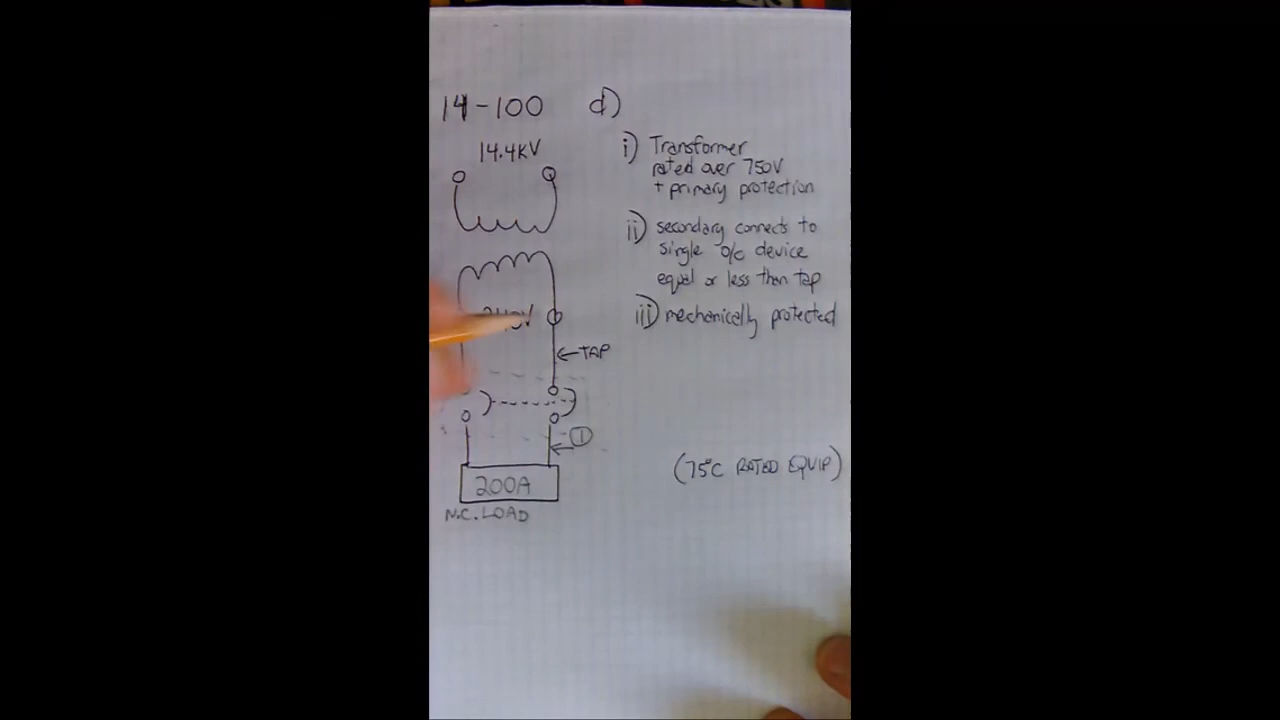 14-100 d)
14.4KV
i) Transformer
rated over 750V
+ primary protection
ii) secondary connects to
single o/c device
equal or less than tap
iii) mechanically protected
240V
←TAP
①
200A
N.C. LOAD
(75°C RATED EQUIP)